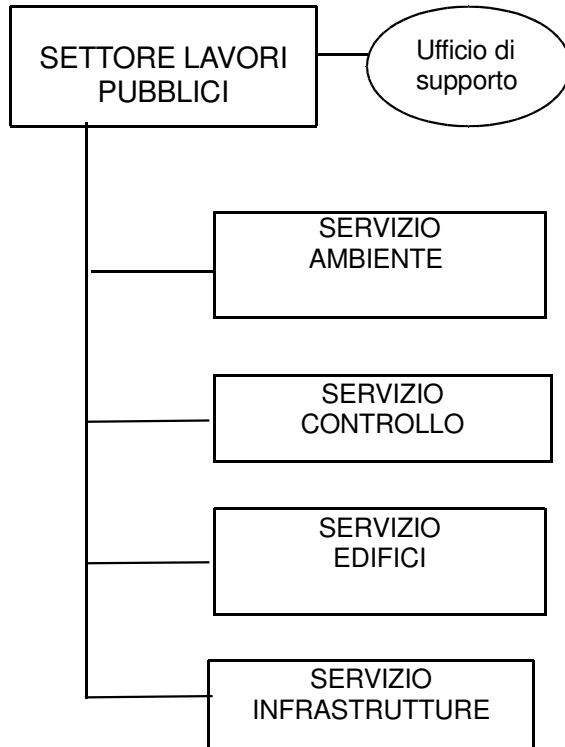 SETTORE LAVORI
PUBBLICI
Ufficio di
supporto
SERVIZIO
AMBIENTE
SERVIZIO
CONTROLLO
SERVIZIO
EDIFICI
SERVIZIO
INFRASTRUTTURE